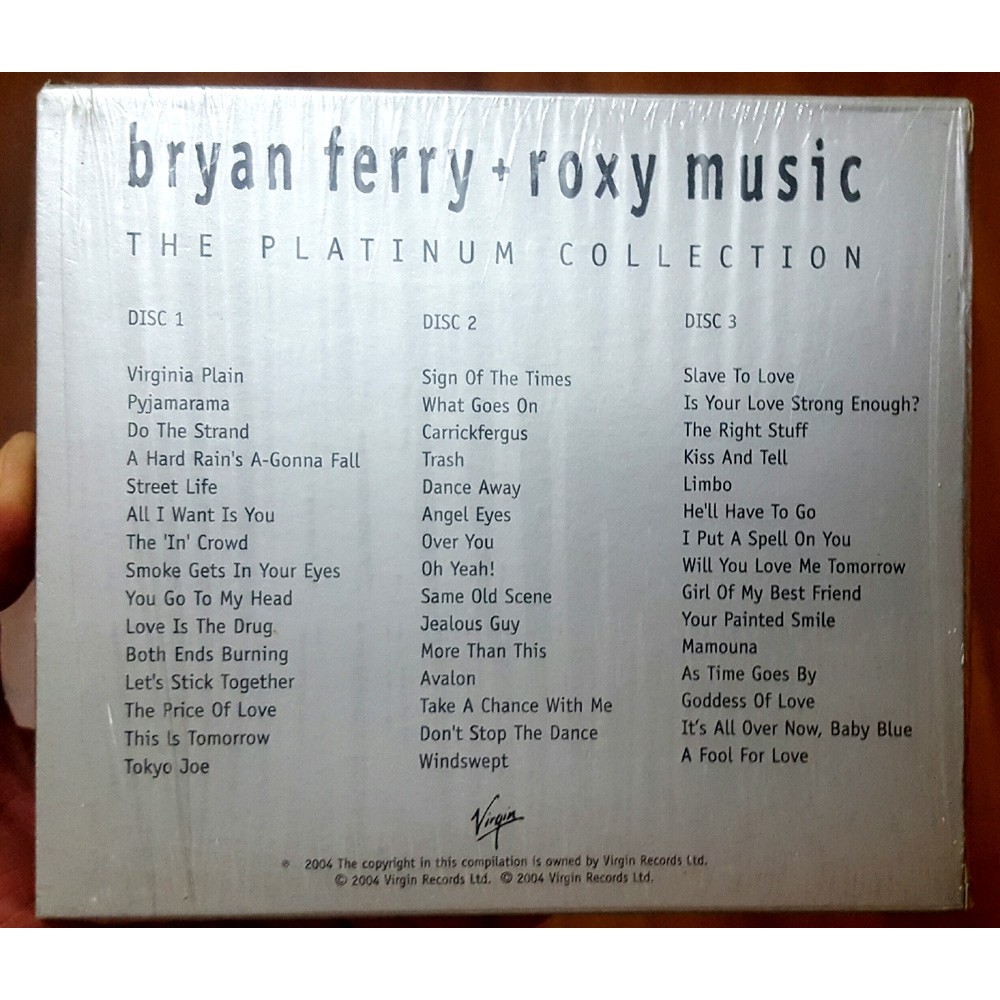 bryan ferry + roxy music
THE PLATINUM COLLECTION
DISC 1
Virginia Plain
Pyjamarama
Do The Strand
A Hard Rain's A-Gonna Fall
Street Life
All I Want Is You
The 'In' Crowd
Smoke Gets In Your Eyes
You Go To My Head
Love Is The Drug
Both Ends Burning
Let's Stick Together
The Price Of Love
This Is Tomorrow
Tokyo Joe
DISC 2
Sign Of The Times
What Goes On
Carrickfergus
Trash
Dance Away
Angel Eyes
Over You
Oh Yeah!
Same Old Scene
Jealous Guy
More Than This
Avalon
Take A Chance With Me
Don't Stop The Dance
Windswept
DISC 3
Slave To Love
Is Your Love Strong Enough?
The Right Stuff
Kiss And Tell
Limbo
He'll Have To Go
I Put A Spell On You
Will You Love Me Tomorrow
Girl Of My Best Friend
Your Painted Smile
Mamouna
As Time Goes By
Goddess Of Love
It's All Over Now, Baby Blue
A Fool For Love
Virgin
℗ 2004 The copyright in this compilation is owned by Virgin Records Ltd.
© 2004 Virgin Records Ltd. © 2004 Virgin Records Ltd.